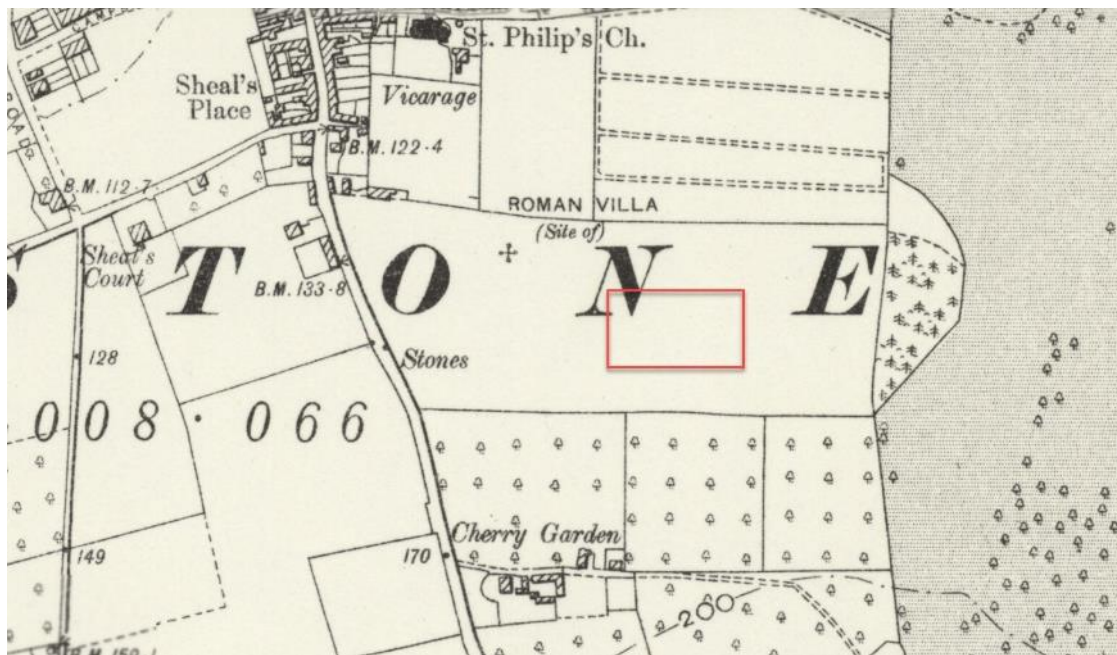 St. Philip's Ch.
Sheal's
Place
Vicarage
B.M. 122·4
B.M. 112·7
ROMAN VILLA
(Site of)
Sheal's
Court
T O N E
B.M. 133·8
128
Stones
008 066
Cherry Garden
149
170
200